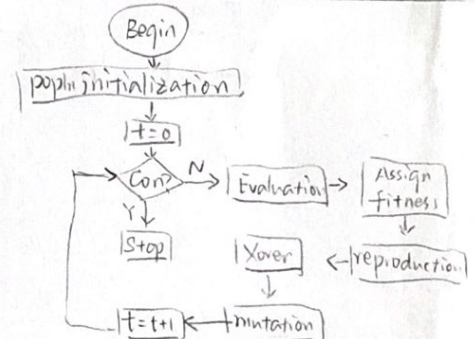 Begin
popln initialization
t=0
Con?
N
Evaluation
Assign
fitness
Y
Stop
Xover
reproduction
t=t+1
mutation